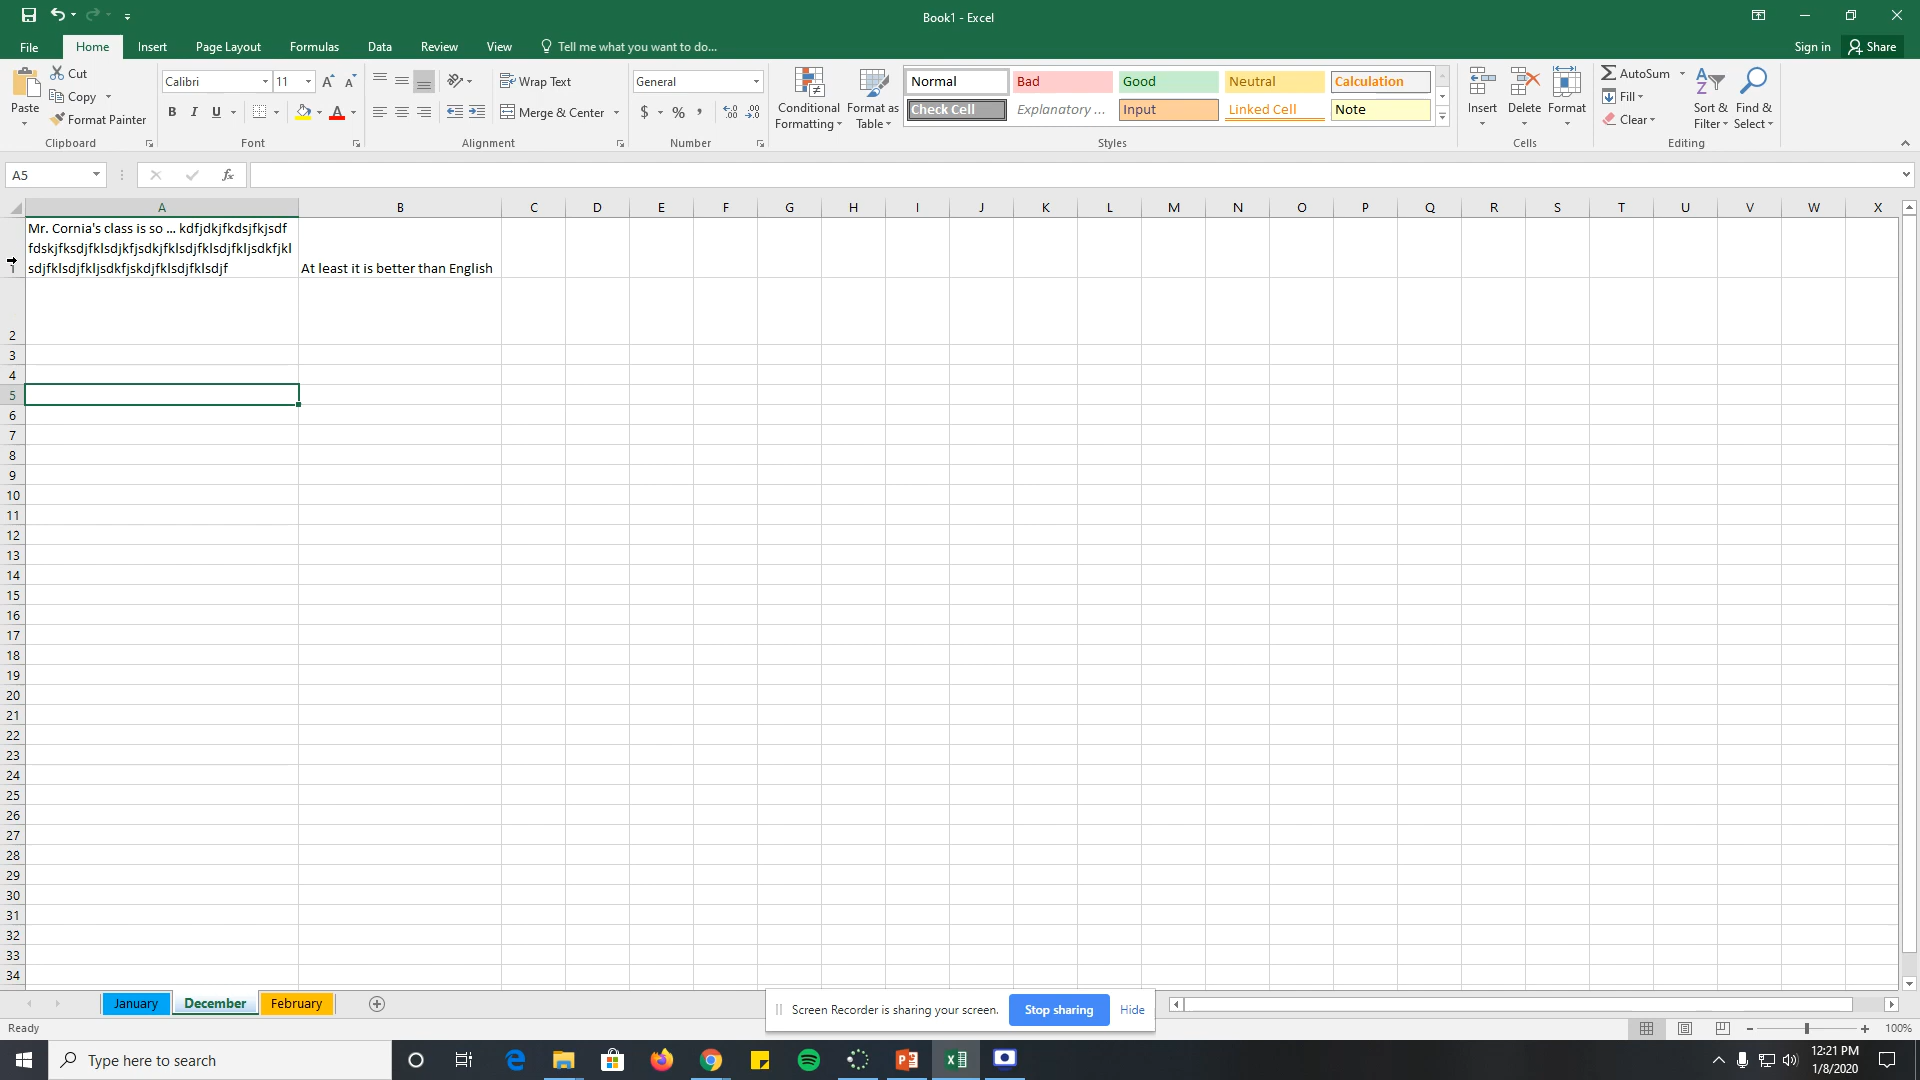 Book1 - Excel
File Home Insert Page Layout Formulas Data Review View Tell me what you want to do... Sign in Share
Paste Cut Copy Format Painter
Clipboard
Calibri 11
B I U A
Font
Wrap Text
Merge & Center
Alignment
General
$ % ,
Number
Conditional Formatting
Format as Table
Normal Bad Good Neutral Calculation
Check Cell Explanatory ... Input Linked Cell Note
Styles
Insert Delete Format
Cells
AutoSum
Fill
Clear
Sort & Filter
Find & Select
Editing
A5
fx
A B C D E F G H I J K L M N O P Q R S T U V W X
Mr. Cornia's class is so ... kdfjdkjfkdsjfkjsdf
fdskjfksdjfklsdjkfjsdkjfklsdjfklsdjfkljsdkfjkl
sdjfklsdjfkljsdkfjskdjfklsdjfklsdjf
At least it is better than English
1
2
3
4
5
6
7
8
9
10
11
12
13
14
15
16
17
18
19
20
21
22
23
24
25
26
27
28
29
30
31
32
33
34
January December February
Screen Recorder is sharing your screen. Stop sharing Hide
Ready
100%
Type here to search
12:21 PM
1/8/2020